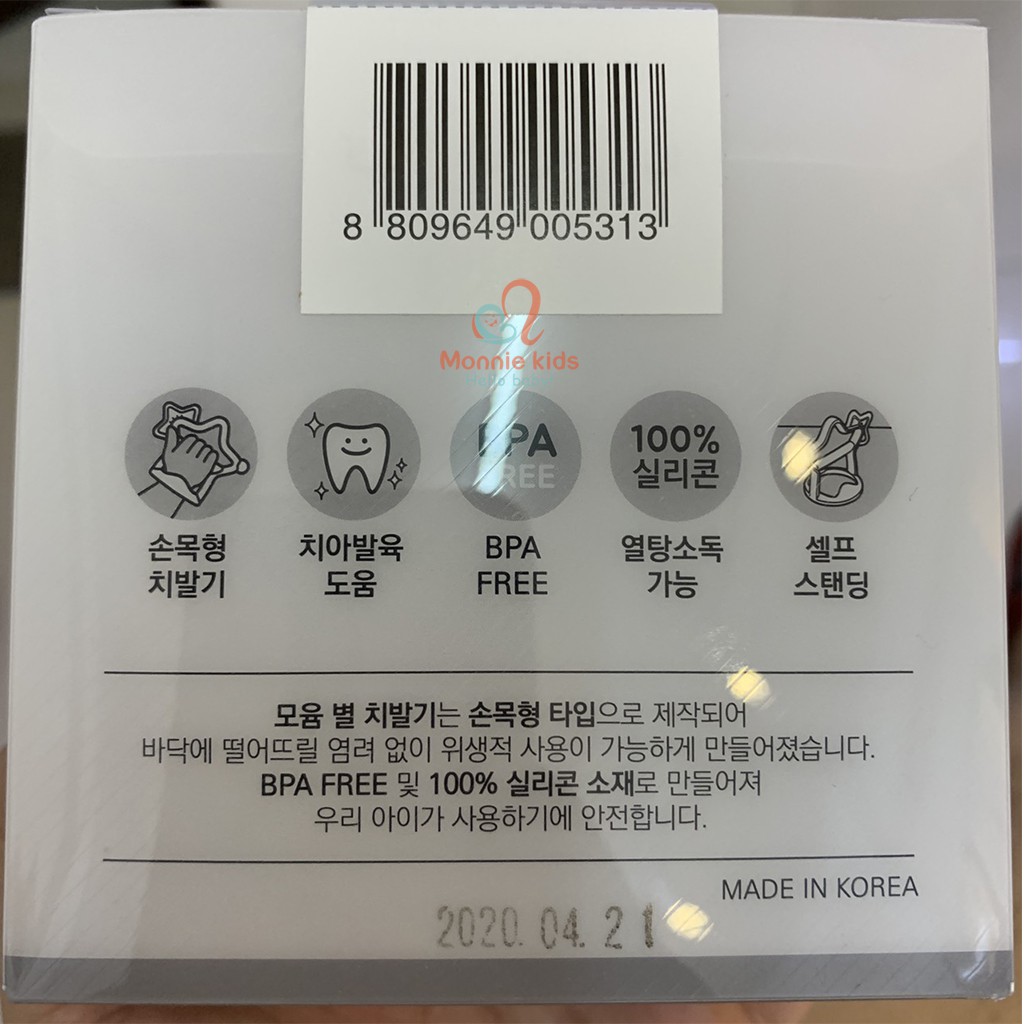 8 809649 005313
Monnie kids
100%
실리콘
손목형
치발기
치아발육
도움
BPA
FREE
열탕소독
가능
셀프
스탠딩
모윰 별 치발기는 손목형 타입으로 제작되어
바닥에 떨어뜨릴 염려 없이 위생적 사용이 가능하게 만들어졌습니다.
BPA FREE 및 100% 실리콘 소재로 만들어져
우리 아이가 사용하기에 안전합니다.
MADE IN KOREA
2020. 04. 21